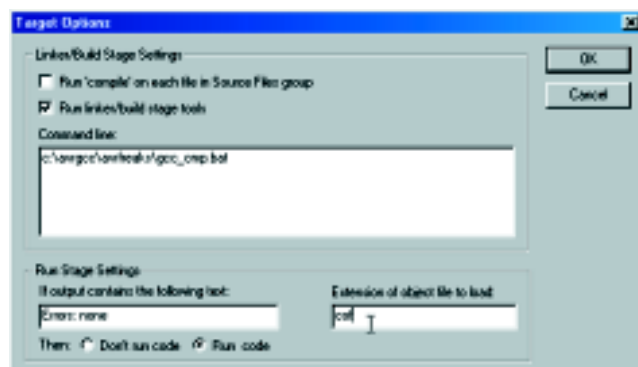 Target Options
Linker/Build Stage Settings
Run 'compile' on each file in Source Files group
Run linker/build stage tools
Command line:
c:\avrgcc\avrfreaks\gcc_cmp.bat
OK
Cancel
Run Stage Settings
If output contains the following text:
Errors: none
Extension of object file to load:
cof
Then:
Don't run code
Run code